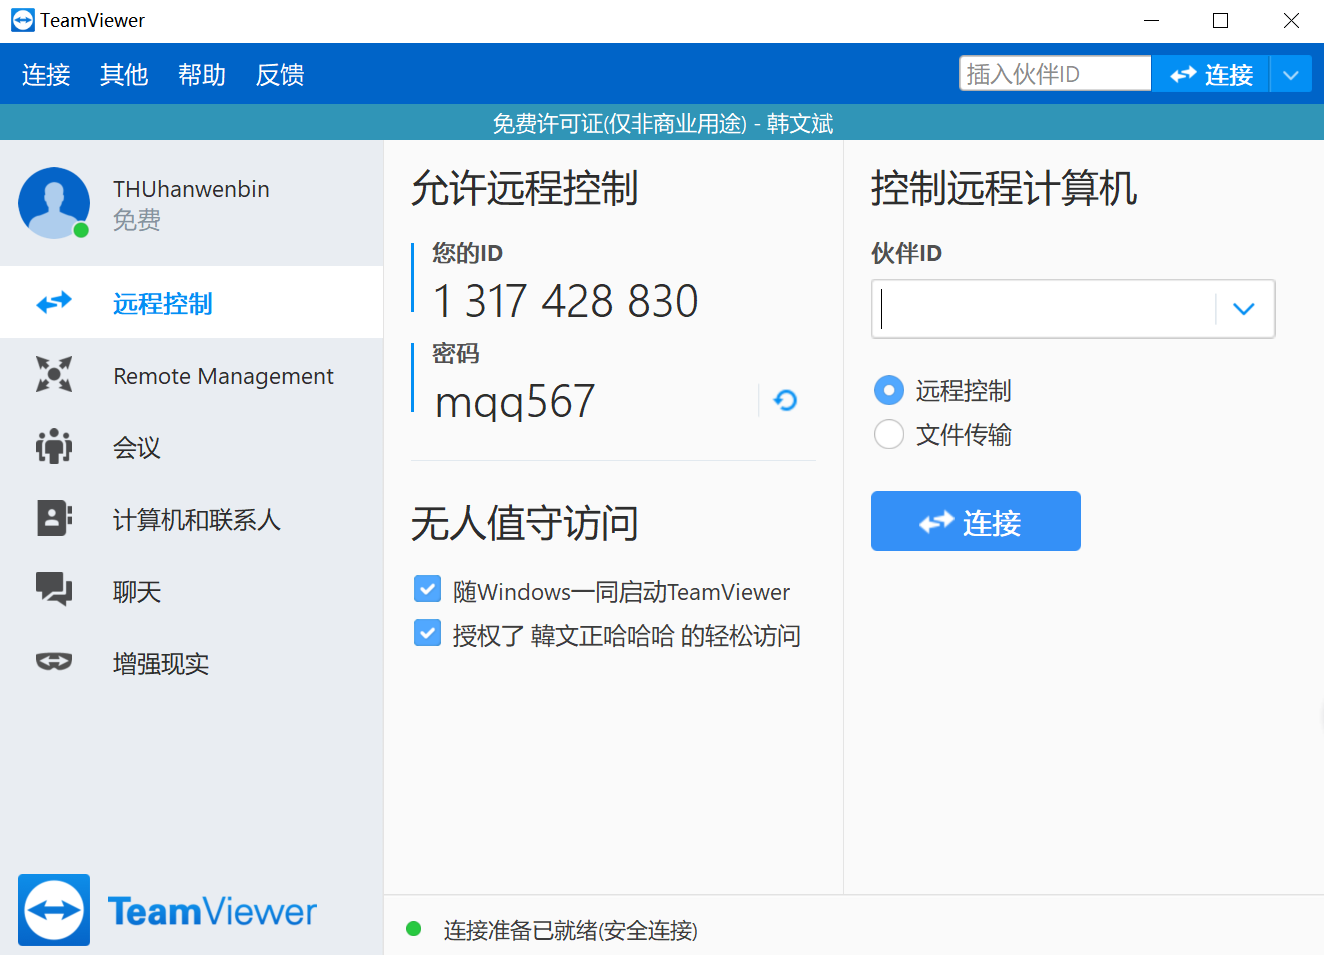 TeamViewer
连接 其他 帮助 反馈 插入伙伴ID 连接
免费许可证(仅非商业用途) - 韩文斌
THUhanwenbin
免费
远程控制
Remote Management
会议
计算机和联系人
聊天
增强现实
TeamViewer
允许远程控制
您的ID
1 317 428 830
密码
mqq567
无人值守访问
随Windows一同启动TeamViewer
授权了 韓文正哈哈哈 的轻松访问
控制远程计算机
伙伴ID
远程控制
文件传输
连接
连接准备已就绪(安全连接)